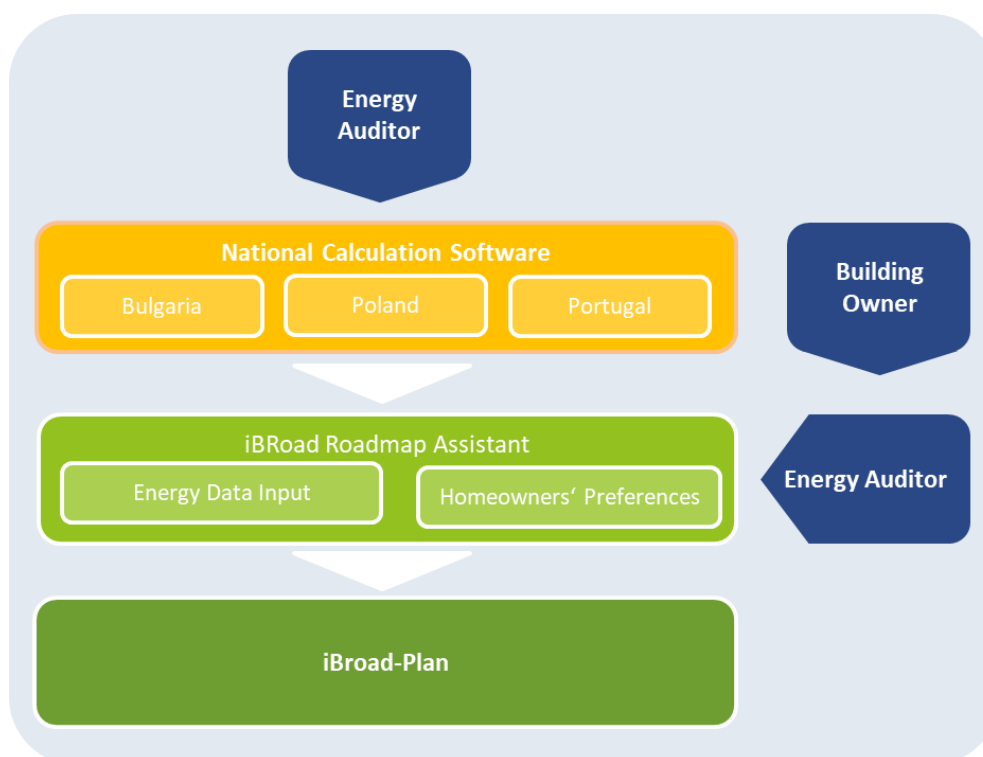 Energy
Auditor
National Calculation Software
Bulgaria
Poland
Portugal
Building
Owner
iBRoad Roadmap Assistant
Energy Data Input
Homeowners‘ Preferences
Energy Auditor
iBroad-Plan